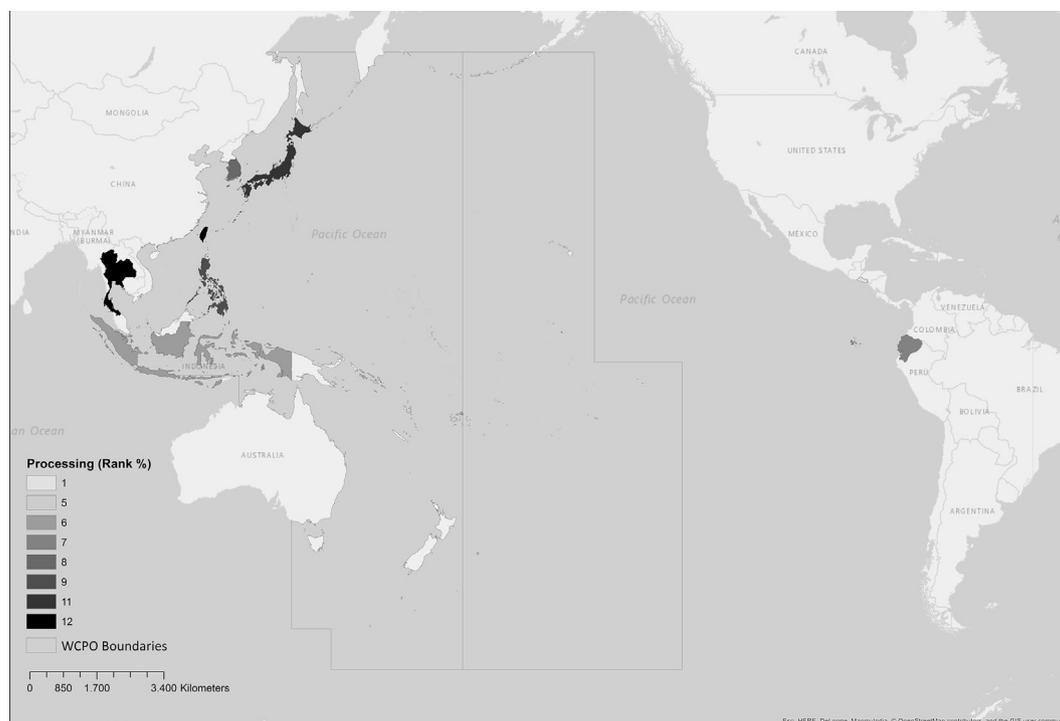 CANADA
MONGOLIA
UNITED STATES
CHINA
MYANMAR
(BURMA)
NDIA
MÉXICO
Pacific Ocean
Pacific Ocean
VENEZUELA
COLOMBIA
INDONESIA
PERÚ
BRAZIL
BOLIVIA
an Ocean
AUSTRALIA
ARGENTINA
Processing (Rank %)
1
5
6
7
8
9
11
12
WCPO Boundaries
0 850 1.700 3.400 Kilometers